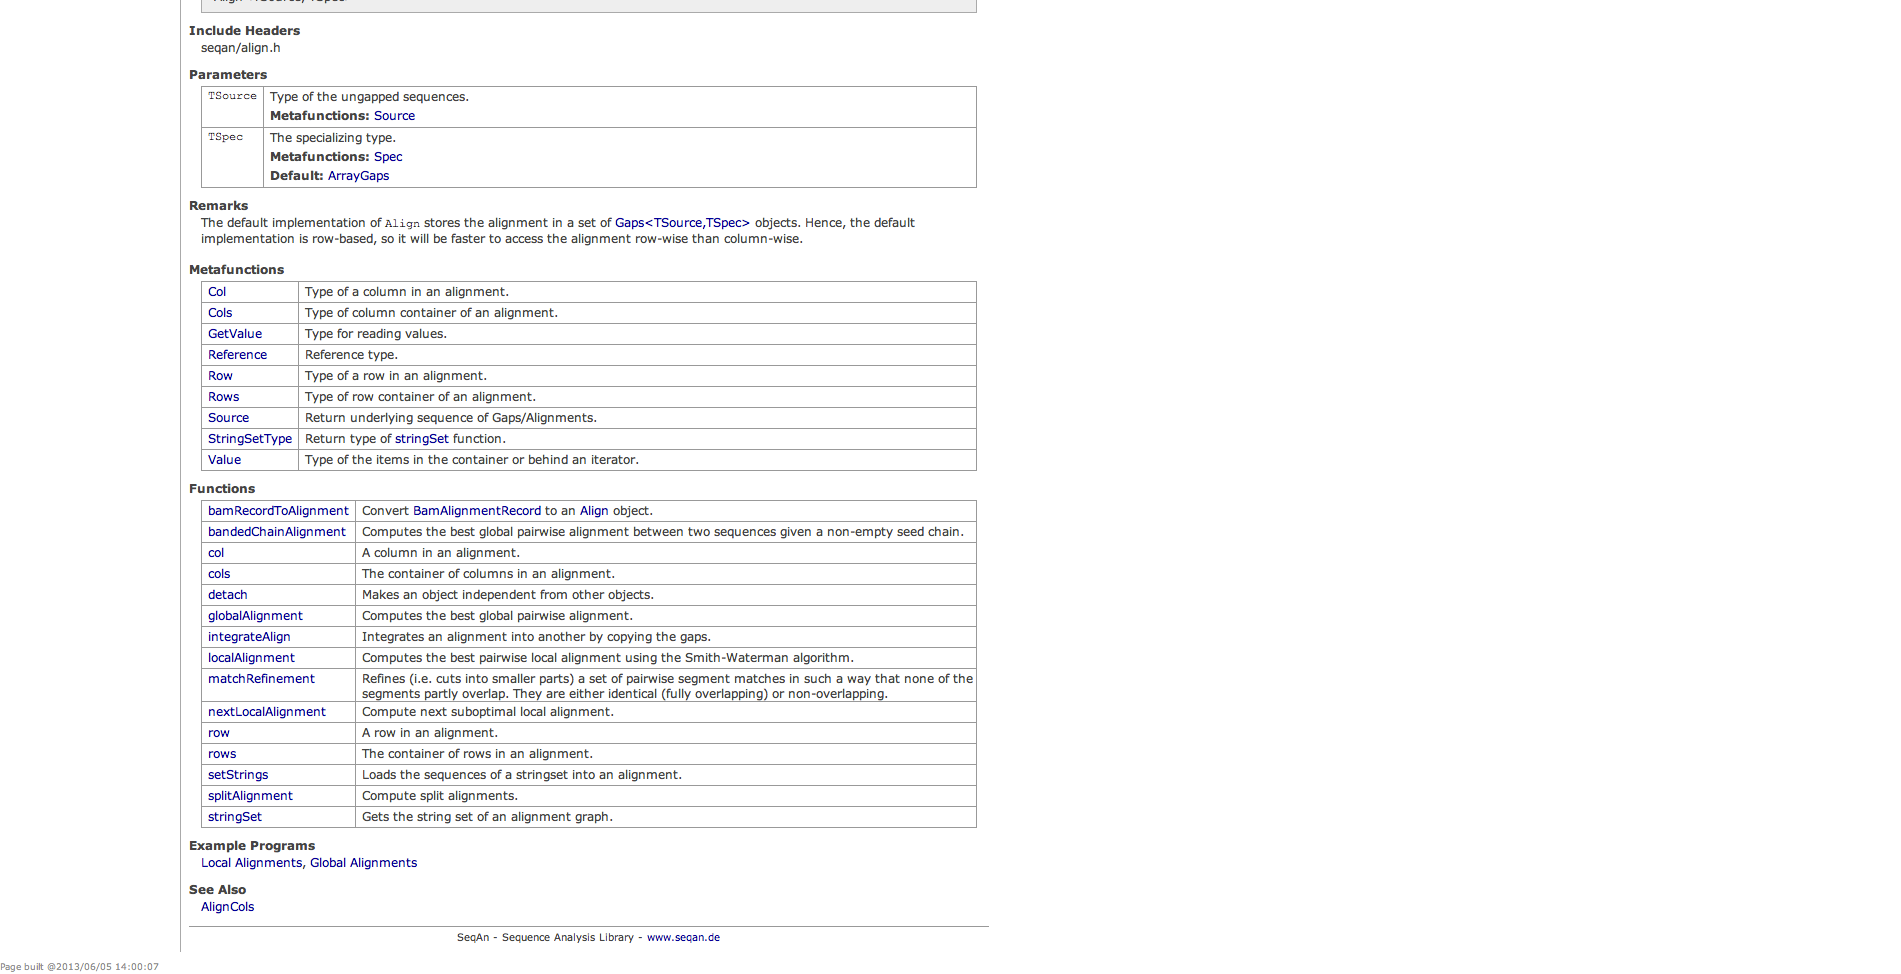 Include Headers
seqan/align.h
Parameters
TSource Type of the ungapped sequences.
Metafunctions: Source
TSpec The specializing type.
Metafunctions: Spec
Default: ArrayGaps
Remarks
The default implementation of Align stores the alignment in a set of Gaps<TSource,TSpec> objects. Hence, the default
implementation is row-based, so it will be faster to access the alignment row-wise than column-wise.
Metafunctions
Col Type of a column in an alignment.
Cols Type of column container of an alignment.
GetValue Type for reading values.
Reference Reference type.
Row Type of a row in an alignment.
Rows Type of row container of an alignment.
Source Return underlying sequence of Gaps/Alignments.
StringSetType Return type of stringSet function.
Value Type of the items in the container or behind an iterator.
Functions
bamRecordToAlignment Convert BamAlignmentRecord to an Align object.
bandedChainAlignment Computes the best global pairwise alignment between two sequences given a non-empty seed chain.
col A column in an alignment.
cols The container of columns in an alignment.
detach Makes an object independent from other objects.
globalAlignment Computes the best global pairwise alignment.
integrateAlign Integrates an alignment into another by copying the gaps.
localAlignment Computes the best pairwise local alignment using the Smith-Waterman algorithm.
matchRefinement Refines (i.e. cuts into smaller parts) a set of pairwise segment matches in such a way that none of the
segments partly overlap. They are either identical (fully overlapping) or non-overlapping.
nextLocalAlignment Compute next suboptimal local alignment.
row A row in an alignment.
rows The container of rows in an alignment.
setStrings Loads the sequences of a stringset into an alignment.
splitAlignment Compute split alignments.
stringSet Gets the string set of an alignment graph.
Example Programs
Local Alignments, Global Alignments
See Also
AlignCols
SeqAn - Sequence Analysis Library - www.seqan.de
Page built @2013/06/05 14:00:07